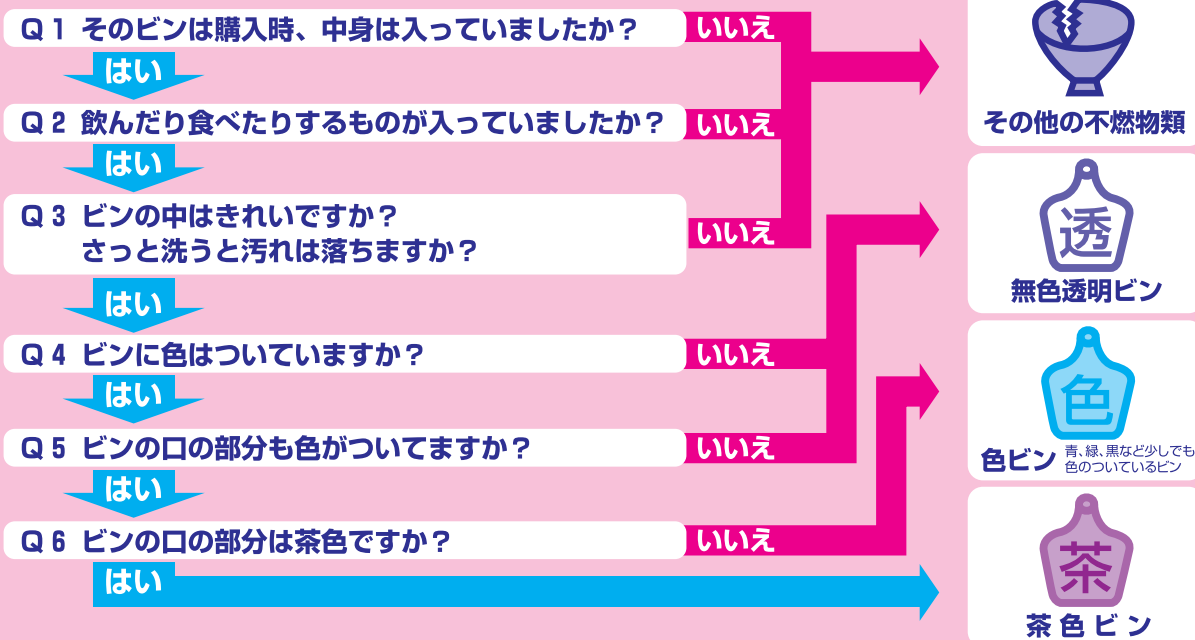 Q1 そのビンは購入時、中身は入っていましたか？
いいえ
はい
Q2 飲んだり食べたりするものが入っていましたか？
いいえ
はい
Q3 ビンの中はきれいですか？
さっと洗うと汚れは落ちますか？
いいえ
はい
Q4 ビンに色はついていますか？
いいえ
はい
Q5 ビンの口の部分も色がついてますか？
いいえ
はい
Q6 ビンの口の部分は茶色ですか？
いいえ
はい
その他の不燃物類
透
無色透明ビン
色
色ビン
青、緑、黒など少しでも
色のついているビン
茶
茶色ビン